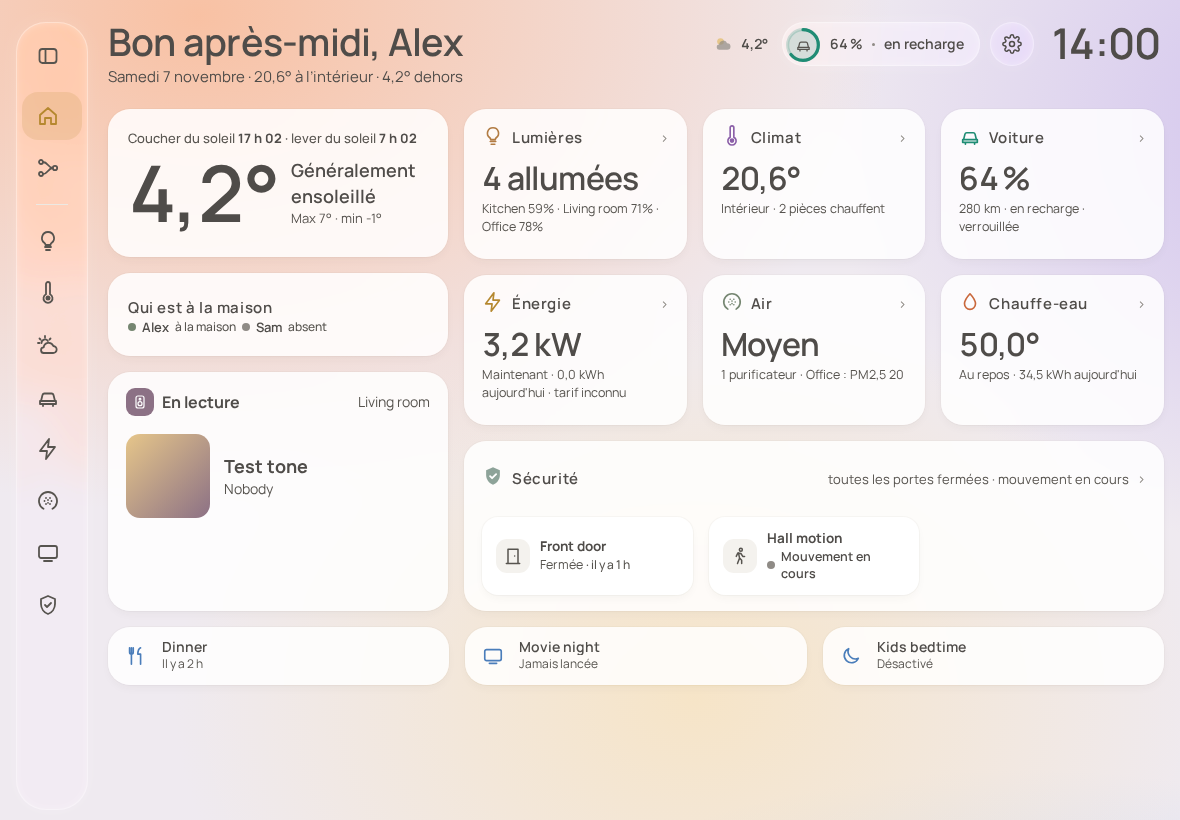 Bon après-midi, Alex
Samedi 7 novembre · 20,6° à l'intérieur · 4,2° dehors
4,2°
64 % · en recharge
14:00
Coucher du soleil 17 h 02 · lever du soleil 7 h 02
4,2°
Généralement
ensoleillé
Max 7° · min -1°
Lumières
4 allumées
Kitchen 59% · Living room 71% ·
Office 78%
Climat
20,6°
Intérieur · 2 pièces chauffent
Voiture
64 %
280 km · en recharge ·
verrouillée
Qui est à la maison
Alex à la maison Sam absent
Énergie
3,2 kW
Maintenant · 0,0 kWh
aujourd'hui · tarif inconnu
Air
Moyen
1 purificateur · Office : PM2,5 20
Chauffe-eau
50,0°
Au repos · 34,5 kWh aujourd'hui
En lecture
Living room
Test tone
Nobody
Sécurité
toutes les portes fermées · mouvement en cours
Front door
Fermée · il y a 1 h
Hall motion
Mouvement en
cours
Dinner
Il y a 2 h
Movie night
Jamais lancée
Kids bedtime
Désactivé